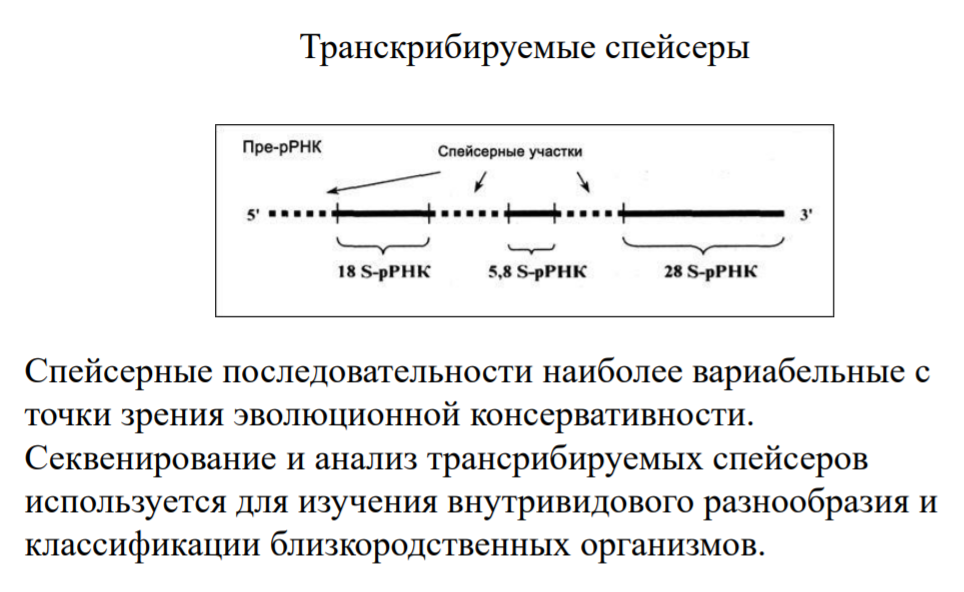 Транскрибируемые спейсеры
Пре-рРНК
Спейсерные участки
5'
3'
18 S-рРНК
5,8 S-рРНК
28 S-рРНК
Спейсерные последовательности наиболее вариабельные с
точки зрения эволюционной консервативности.
Секвенирование и анализ трансрибируемых спейсеров
используется для изучения внутривидового разнообразия и
классификации близкородственных организмов.